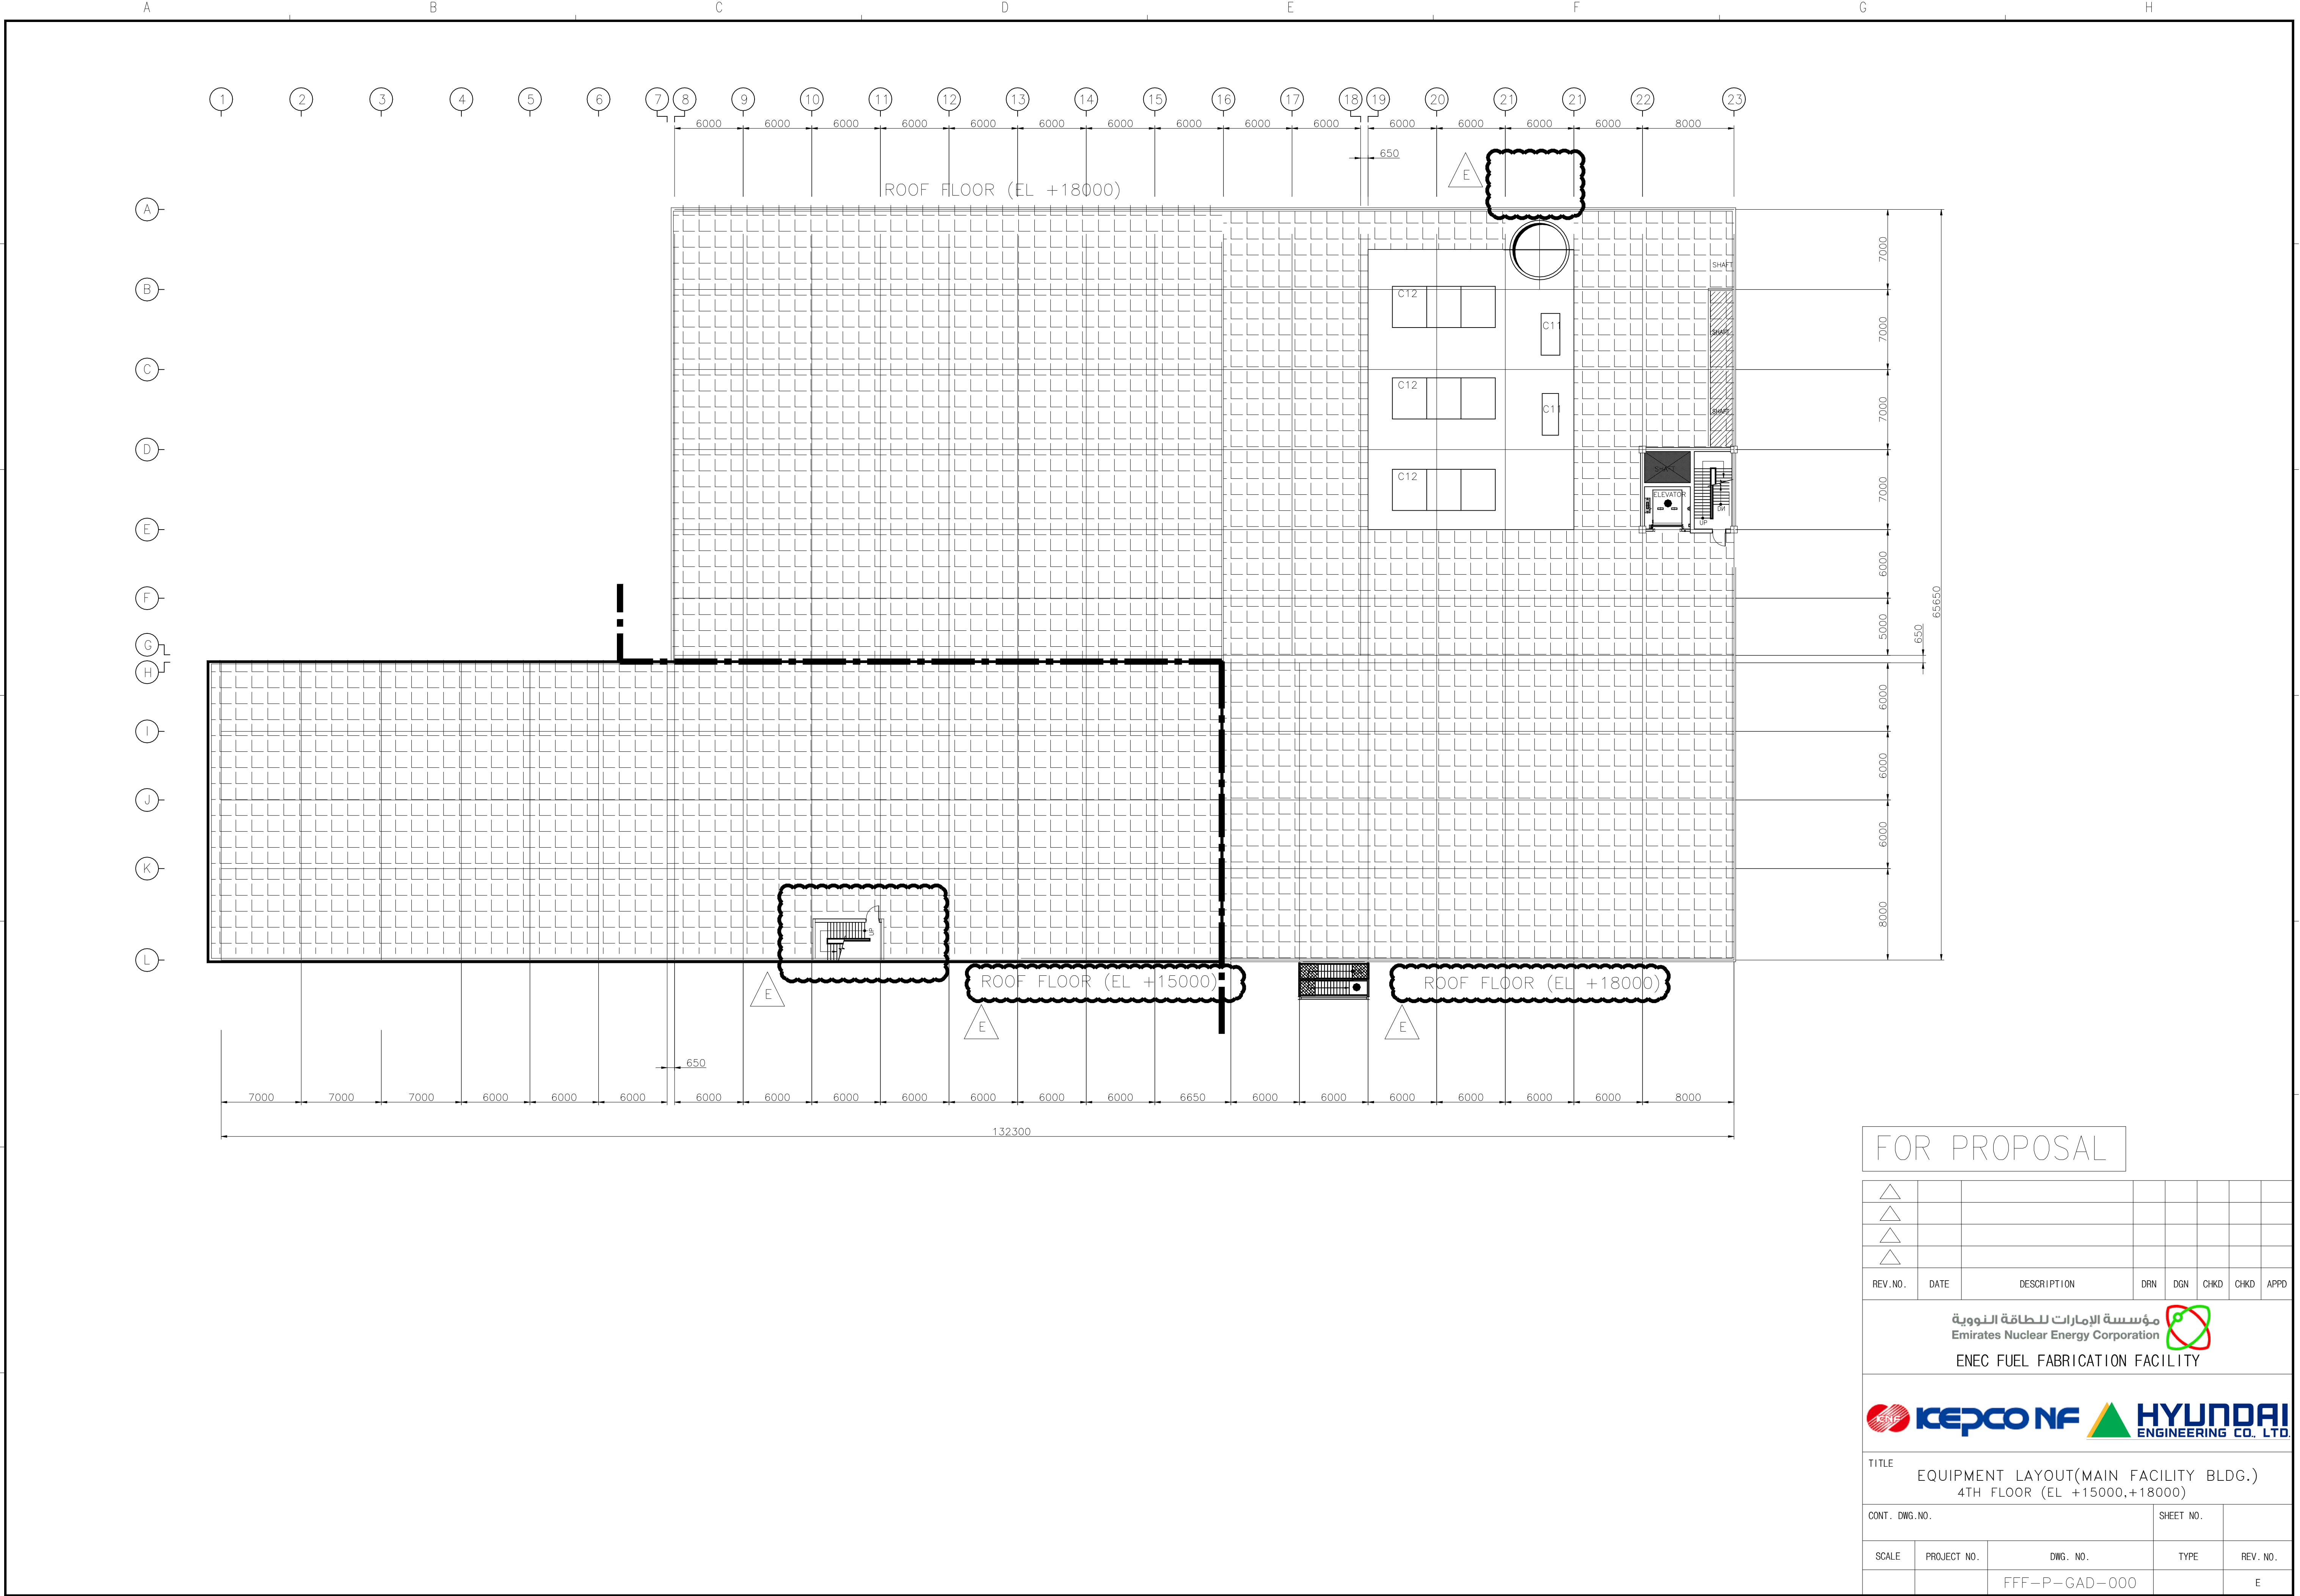 A B C D E F G H
1 2 3 4 5 6 7 8 9 10 11 12 13 14 15 16 17 18 19 20 21 21 22 23
6000 6000 6000 6000 6000 6000 6000 6000 6000 6000 6000 6000 6000 6000 8000
650
E
ROOF FLOOR (EL +18000)
A
B
C
D
E
F
G
H
I
J
K
L
SHAFT
SHAFT
SHAFT
C12
C11
C12
C11
C12
SHAFT
ELEVATOR
UP
DN
7000
7000
7000
7000
6000
5000
650
65650
6000
6000
6000
8000
UP
E
ROOF FLOOR (EL +15000)
E
ROOF FLOOR (EL +18000)
E
650
7000 7000 7000 6000 6000 6000 6000 6000 6000 6000 6000 6000 6000 6650 6000 6000 6000 6000 6000 6000 8000
132300
FOR PROPOSAL
REV.NO. DATE DESCRIPTION DRN DGN CHKD CHKD APPD
مؤسسة الإمارات للطاقة النووية
Emirates Nuclear Energy Corporation
ENEC FUEL FABRICATION FACILITY
KNF KEPCO NF HYUNDAI
ENGINEERING CO., LTD.
TITLE
EQUIPMENT LAYOUT(MAIN FACILITY BLDG.)
4TH FLOOR (EL +15000,+18000)
CONT. DWG.NO. SHEET NO.
SCALE PROJECT NO. DWG. NO. TYPE REV. NO.
FFF-P-GAD-000 E